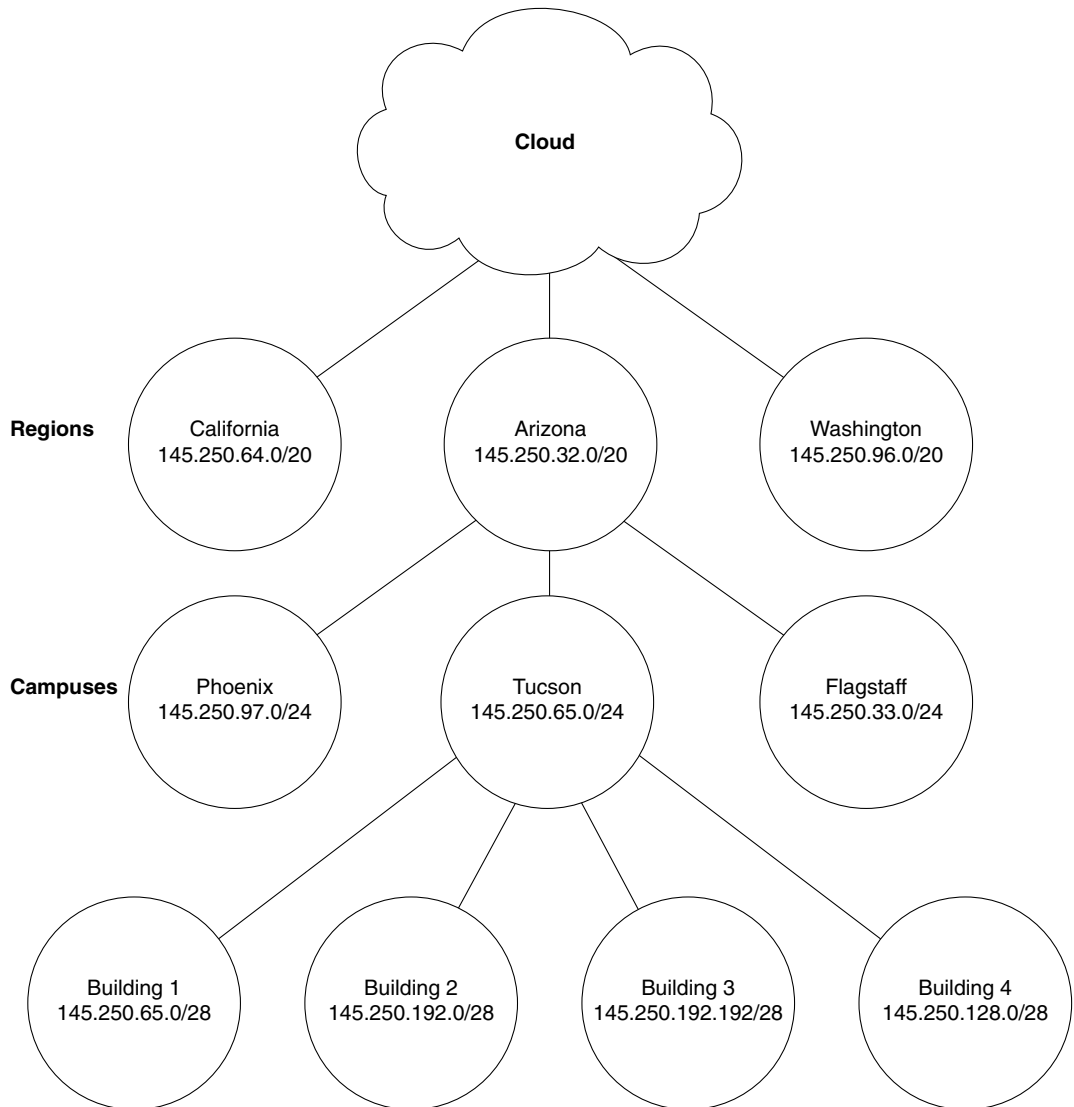 Cloud
Regions
California
145.250.64.0/20
Arizona
145.250.32.0/20
Washington
145.250.96.0/20
Campuses
Phoenix
145.250.97.0/24
Tucson
145.250.65.0/24
Flagstaff
145.250.33.0/24
Building 1
145.250.65.0/28
Building 2
145.250.192.0/28
Building 3
145.250.192.192/28
Building 4
145.250.128.0/28